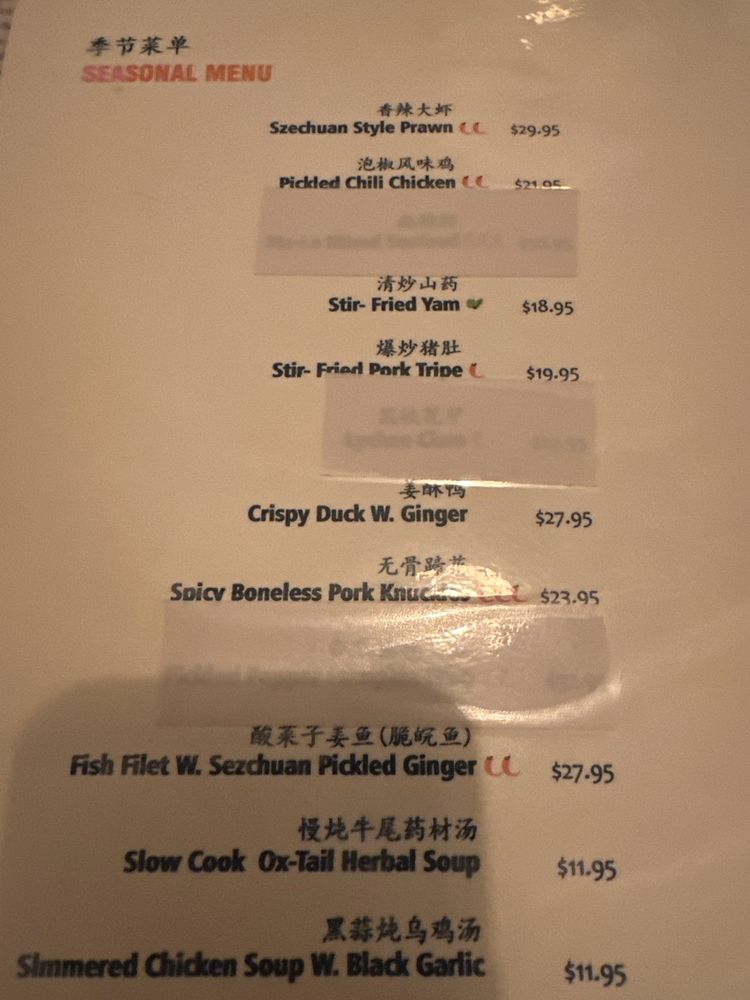 季节菜单
SEASONAL MENU
香辣大虾
Szechuan Style Prawn $29.95
泡椒风味鸡
Pickled Chili Chicken $21.95
清炒山药
Stir- Fried Yam $18.95
爆炒猪肚
Stir- Fried Pork Tripe $19.95
姜酥鸭
Crispy Duck W. Ginger $27.95
无骨蹄花
Spicy Boneless Pork Knuckles $23.95
酸菜子姜鱼(脆皖鱼)
Fish Filet W. Sezchuan Pickled Ginger $27.95
慢炖牛尾药材汤
Slow Cook Ox-Tail Herbal Soup $11.95
黑蒜炖乌鸡汤
Simmered Chicken Soup W. Black Garlic $11.95